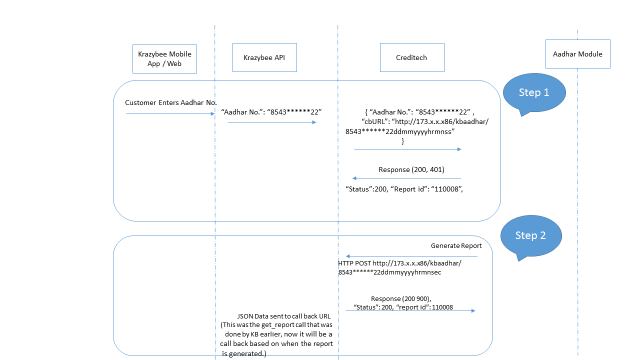 Krazybee Mobile
App / Web
Krazybee API
Creditech
Aadhar Module
Step 1
Customer Enters Aadhar No.
"Aadhar No.": "8543******22"
{ "Aadhar No.": "8543******22" ,
"cbURL": "http://173.x.x.x86/kbaadhar/
8543******22ddmmyyyyhrmnss"
}
Response (200, 401)
"Status":200, "Report id": "110008",
Step 2
Generate Report
HTTP POST http://173.x.x.x86/kbaadhar/
8543******22ddmmyyyyhrmnsec
Response (200 900),
"Status": 200, "report id": 110008
JSON Data sent to call back URL
(This was the get_report call that was
done by KB earlier, now it will be a
call back based on when the report
is generated.)